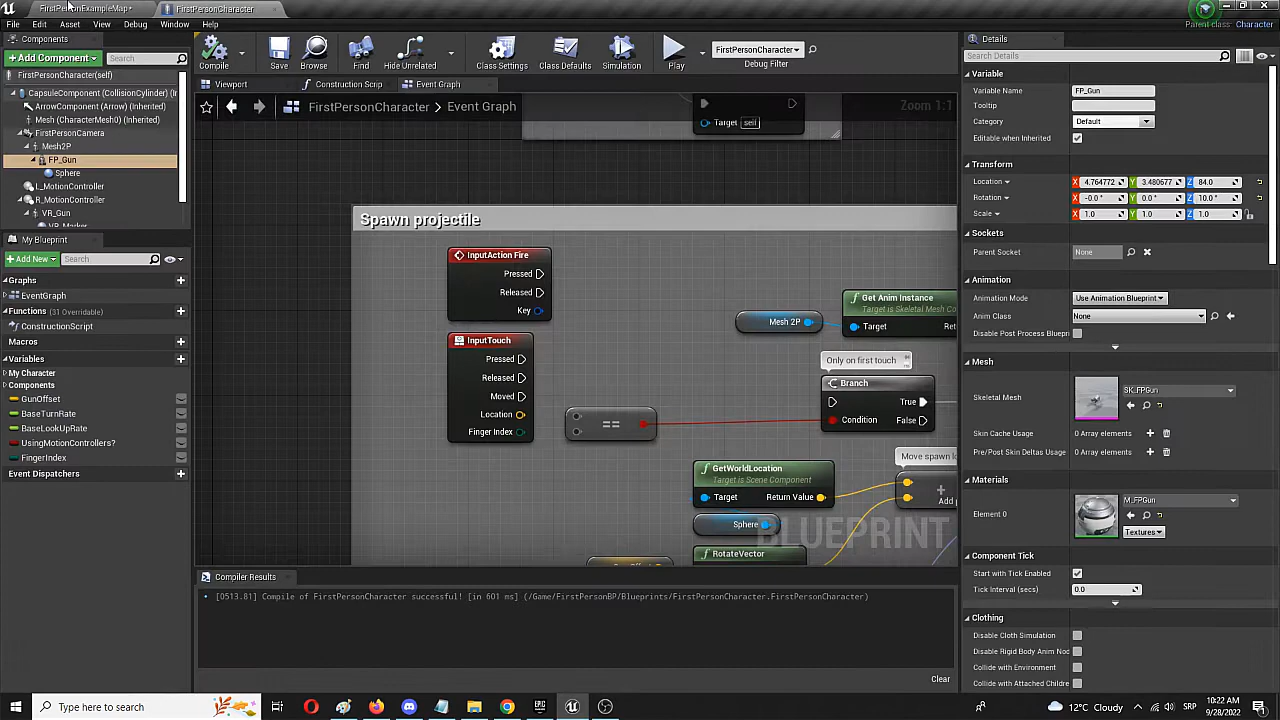 FirstPersonExampleMap*
FirstPersonCharacter
File Edit Asset View Debug Window Help
Parent class: Character
Components
+ Add Component
Search
FirstPersonCharacter(self)
CapsuleComponent (CollisionCylinder) (Ir
ArrowComponent (Arrow) (Inherited)
Mesh (CharacterMesh0) (Inherited)
FirstPersonCamera
Mesh2P
FP_Gun
Sphere
L_MotionController
R_MotionController
VR_Gun
My Blueprint
+ Add New
Search
Graphs
EventGraph
Functions (31 Overridable)
ConstructionScript
Macros
Variables
My Character
Components
GunOffset
BaseTurnRate
BaseLookUpRate
UsingMotionControllers?
FingerIndex
Event Dispatchers
Compile
Save
Browse
Find
Hide Unrelated
Class Settings
Class Defaults
Simulation
Play
FirstPersonCharacter
Debug Filter
Viewport
Construction Scrip
Event Graph
FirstPersonCharacter > Event Graph
Zoom 1:1
Target self
Spawn projectile
InputAction Fire
Pressed
Released
Key
InputTouch
Pressed
Released
Moved
Location
Finger Index
==
Mesh 2P
Get Anim Instance
Target is Skeletal Mesh Co
Target
Only on first touch
Branch
True
Condition
False
GetWorldLocation
Target is Scene Component
Target
Return Value
Sphere
Move spawn lo
RotateVector
BLUEPRINT
Compiler Results
[0513.81] Compile of FirstPersonCharacter successful! [in 601 ms] (/Game/FirstPersonBP/Blueprints/FirstPersonCharacter.FirstPersonCharacter)
Clear
Details
Search Details
Variable
Variable Name FP_Gun
Tooltip
Category Default
Editable when Inherited
Transform
Location X 4.764772 Y 3.480677 Z 84.0
Rotation X -0.0 ° Y 0.0 ° Z 10.0 °
Scale X 1.0 Y 1.0 Z 1.0
Sockets
Parent Socket None
Animation
Animation Mode Use Animation Blueprint
Anim Class None
Disable Post Process Bluepri
Mesh
Skeletal Mesh SK_FPGun
Skin Cache Usage 0 Array elements
Pre/Post Skin Deltas Usage 0 Array elements
Materials
Element 0 M_FPGun
Textures
Component Tick
Start with Tick Enabled
Tick Interval (secs) 0.0
Clothing
Disable Cloth Simulation
Disable Rigid Body Anim Nod
Collide with Environment
Collide with Attached Childre
Type here to search
12°C Cloudy
SRP
10:22 AM
9/28/2022